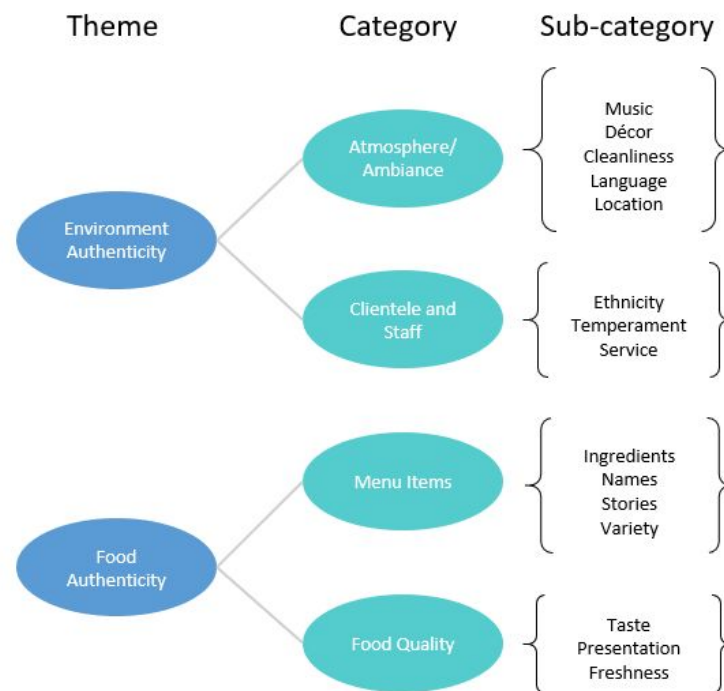 Theme
Category
Sub-category
Environment
Authenticity
Atmosphere/
Ambiance
Music
Décor
Cleanliness
Language
Location
Clientele and
Staff
Ethnicity
Temperament
Service
Food
Authenticity
Menu Items
Ingredients
Names
Stories
Variety
Food Quality
Taste
Presentation
Freshness